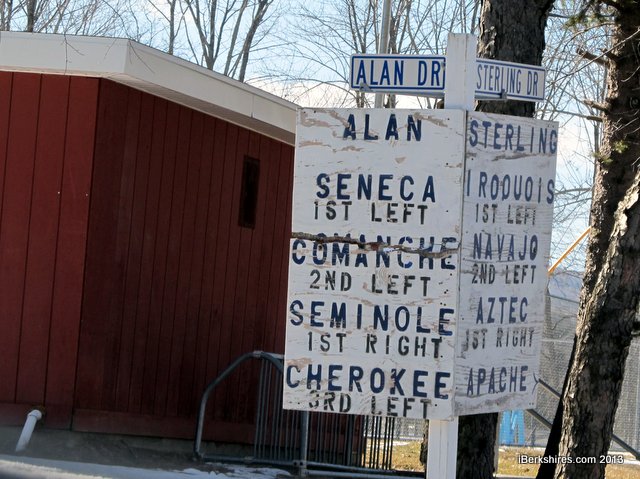 ALAN DR
STERLING DR
ALAN
SENECA
1ST LEFT
COMANCHE
2ND LEFT
SEMINOLE
1ST RIGHT
CHEROKEE
3RD LEFT
STERLING
IROQUOIS
1ST LEFT
NAVAJO
2ND LEFT
AZTEC
1ST RIGHT
APACHE
iBerkshires.com 2013